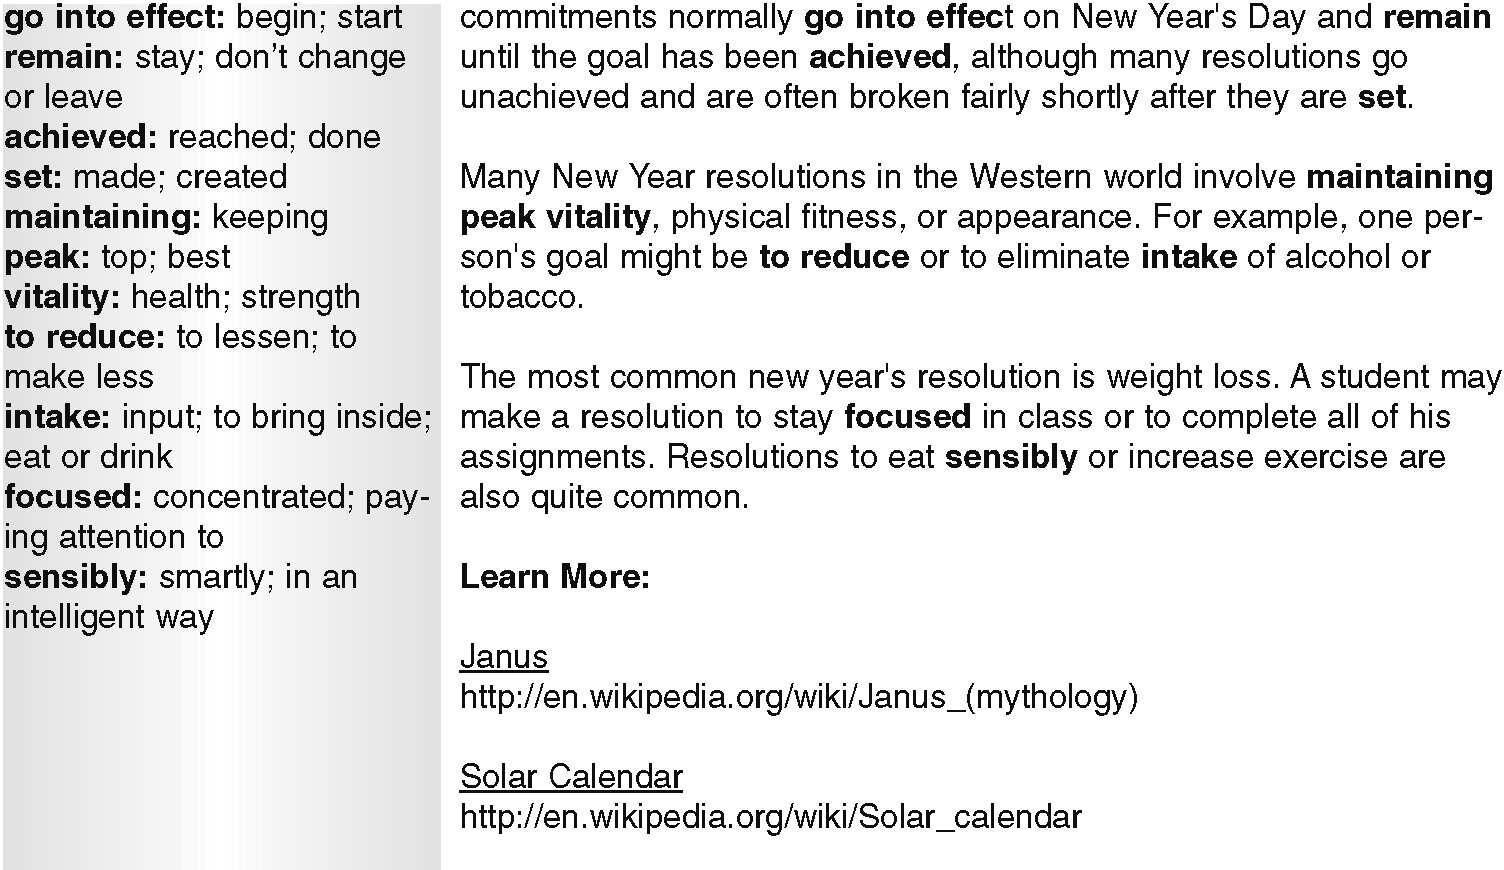 go into effect: begin; start
remain: stay; don’t change
or leave
achieved: reached; done
set: made; created
maintaining: keeping
peak: top; best
vitality: health; strength
to reduce: to lessen; to
make less
intake: input; to bring inside;
eat or drink
focused: concentrated; pay-
ing attention to
sensibly: smartly; in an
intelligent way
commitments normally go into effect on New Year's Day and remain
until the goal has been achieved, although many resolutions go
unachieved and are often broken fairly shortly after they are set.
Many New Year resolutions in the Western world involve maintaining
peak vitality, physical fitness, or appearance. For example, one per-
son's goal might be to reduce or to eliminate intake of alcohol or
tobacco.
The most common new year's resolution is weight loss. A student may
make a resolution to stay focused in class or to complete all of his
assignments. Resolutions to eat sensibly or increase exercise are
also quite common.
Learn More:
Janus
http://en.wikipedia.org/wiki/Janus_(mythology)
Solar Calendar
http://en.wikipedia.org/wiki/Solar_calendar